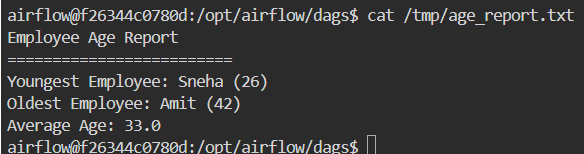 airflow@f26344c0780d:/opt/airflow/dags$ cat /tmp/age_report.txt
Employee Age Report
=========================
Youngest Employee: Sneha (26)
Oldest Employee: Amit (42)
Average Age: 33.0
airflow@f26344c0780d:/opt/airflow/dags$